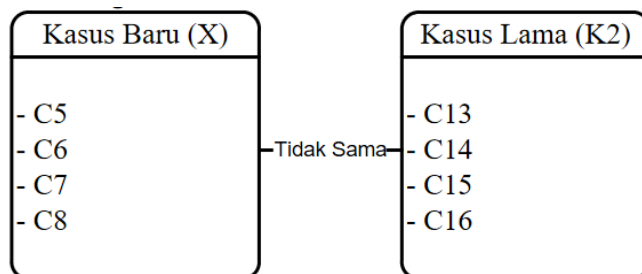 Kasus Baru (X)
- C5
- C6
- C7
- C8
Tidak Sama
Kasus Lama (K2)
- C13
- C14
- C15
- C16